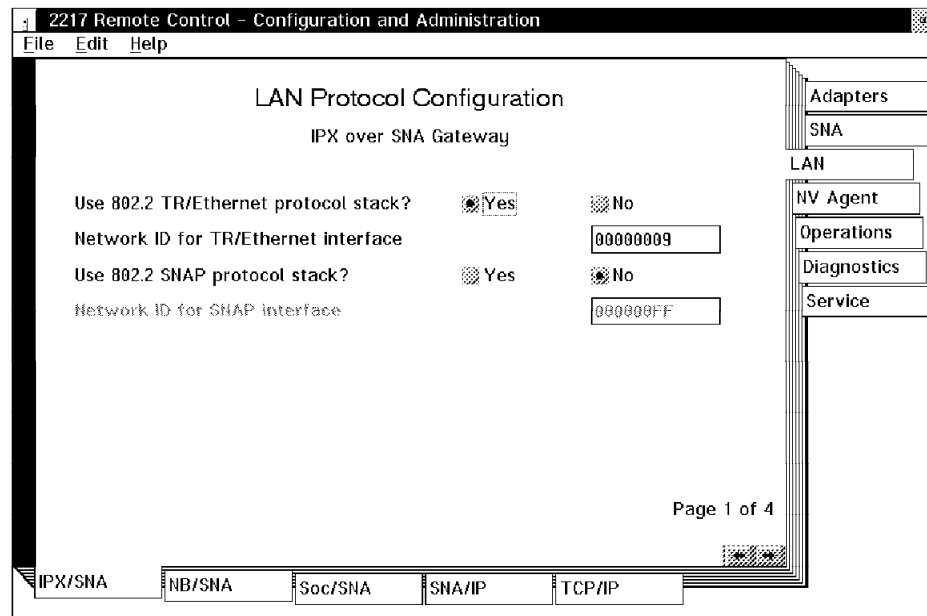 2217 Remote Control - Configuration and Administration
File Edit Help
LAN Protocol Configuration
IPX over SNA Gateway
Use 802.2 TR/Ethernet protocol stack? Yes No
Network ID for TR/Ethernet interface 00000009
Use 802.2 SNAP protocol stack? Yes No
Network ID for SNAP interface 000000FF
Page 1 of 4
Adapters
SNA
LAN
NV Agent
Operations
Diagnostics
Service
IPX/SNA NB/SNA Soc/SNA SNA/IP TCP/IP